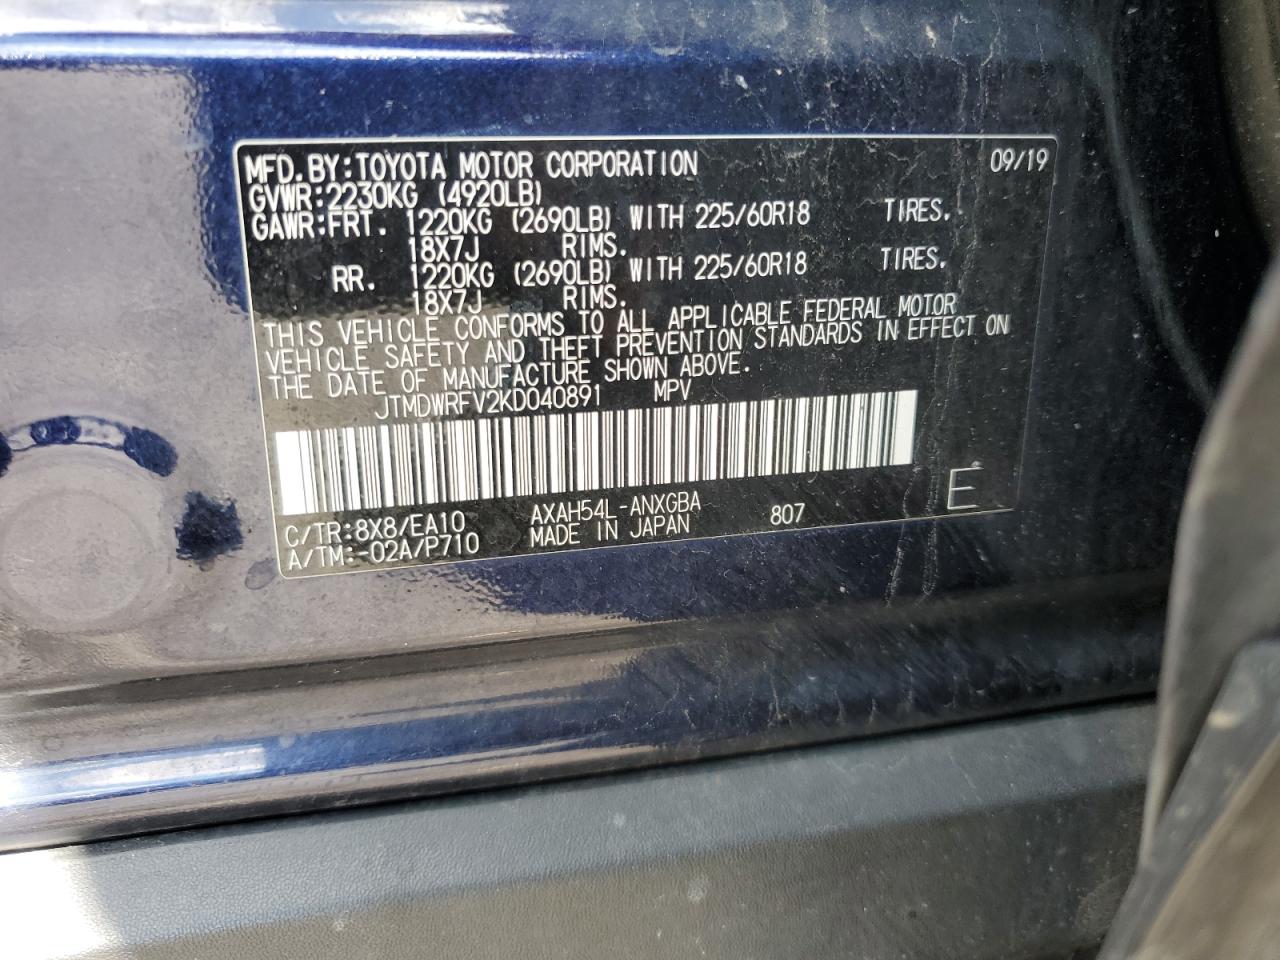 MFD.BY:TOYOTA MOTOR CORPORATION 09/19
GVWR:2230KG (4920LB)
GAWR:FRT. 1220KG (2690LB) WITH 225/60R18 TIRES.
18X7J RIMS.
RR. 1220KG (2690LB) WITH 225/60R18 TIRES.
18X7J RIMS.
THIS VEHICLE CONFORMS TO ALL APPLICABLE FEDERAL MOTOR
VEHICLE SAFETY AND THEFT PREVENTION STANDARDS IN EFFECT ON
THE DATE OF MANUFACTURE SHOWN ABOVE.
JTMDWRFV2KD040891 MPV
C/TR:8X8/EA10 AXAH54L-ANXGBA 807 E
A/TM:-02A/P710 MADE IN JAPAN